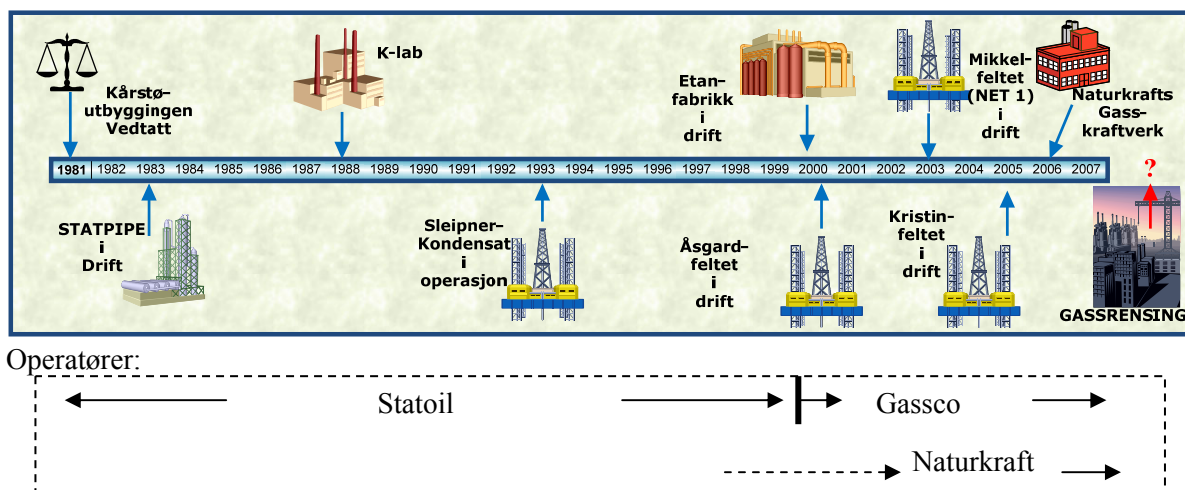 Kårstø-
utbyggingen
Vedtatt
K-lab
Etan-
fabrikk
i
drift
Mikkel-
feltet
(NET 1)
i
drift
Naturkrafts
Gass-
kraftverk
1981 1982 1983 1984 1985 1986 1987 1988 1989 1990 1991 1992 1993 1994 1995 1996 1997 1998 1999 2000 2001 2002 2003 2004 2005 2006 2007
?
STATPIPE
i
Drift
Sleipner-
Kondensat
i
operasjon
Åsgard-
feltet
i
drift
Kristin-
feltet
i
drift
GASSRENSING
Operatører:
Statoil
Gassco
Naturkraft